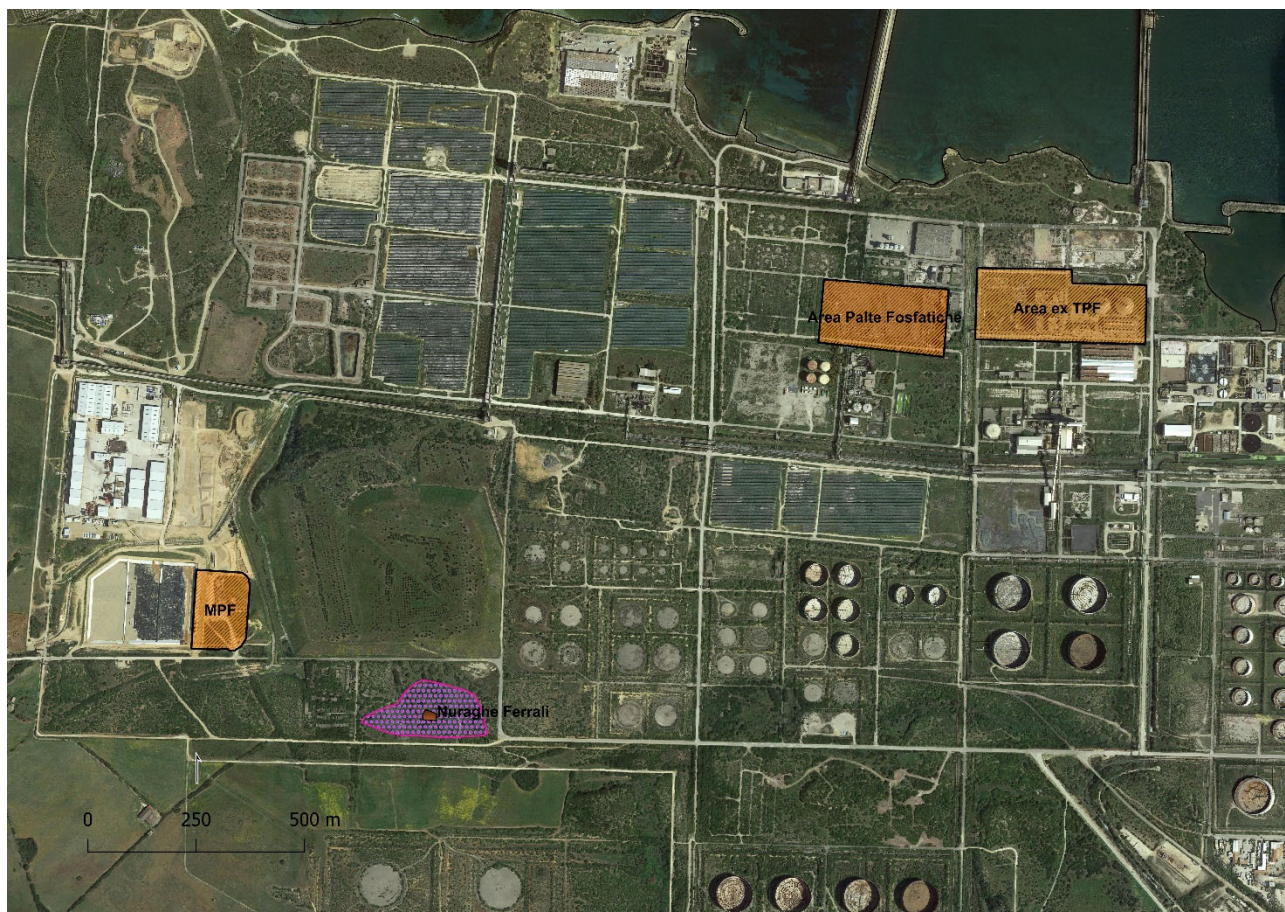 Area Palte Fosfatiche
Area ex TPF
MPF
Nuraghe Ferrali
0 250 500 m